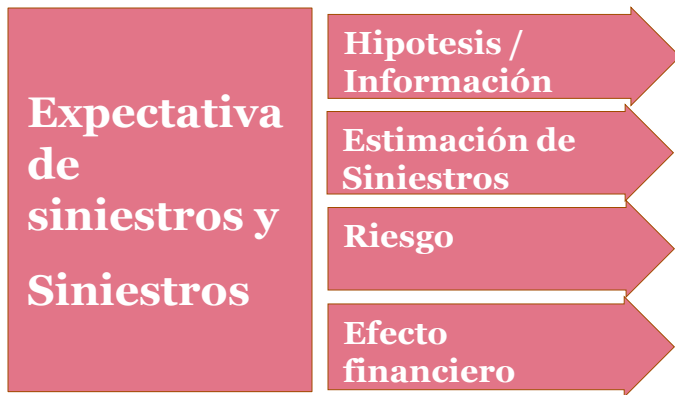 Expectativa
de
siniestros y
Siniestros
Hipotesis /
Información
Estimación de
Siniestros
Riesgo
Efecto
financiero